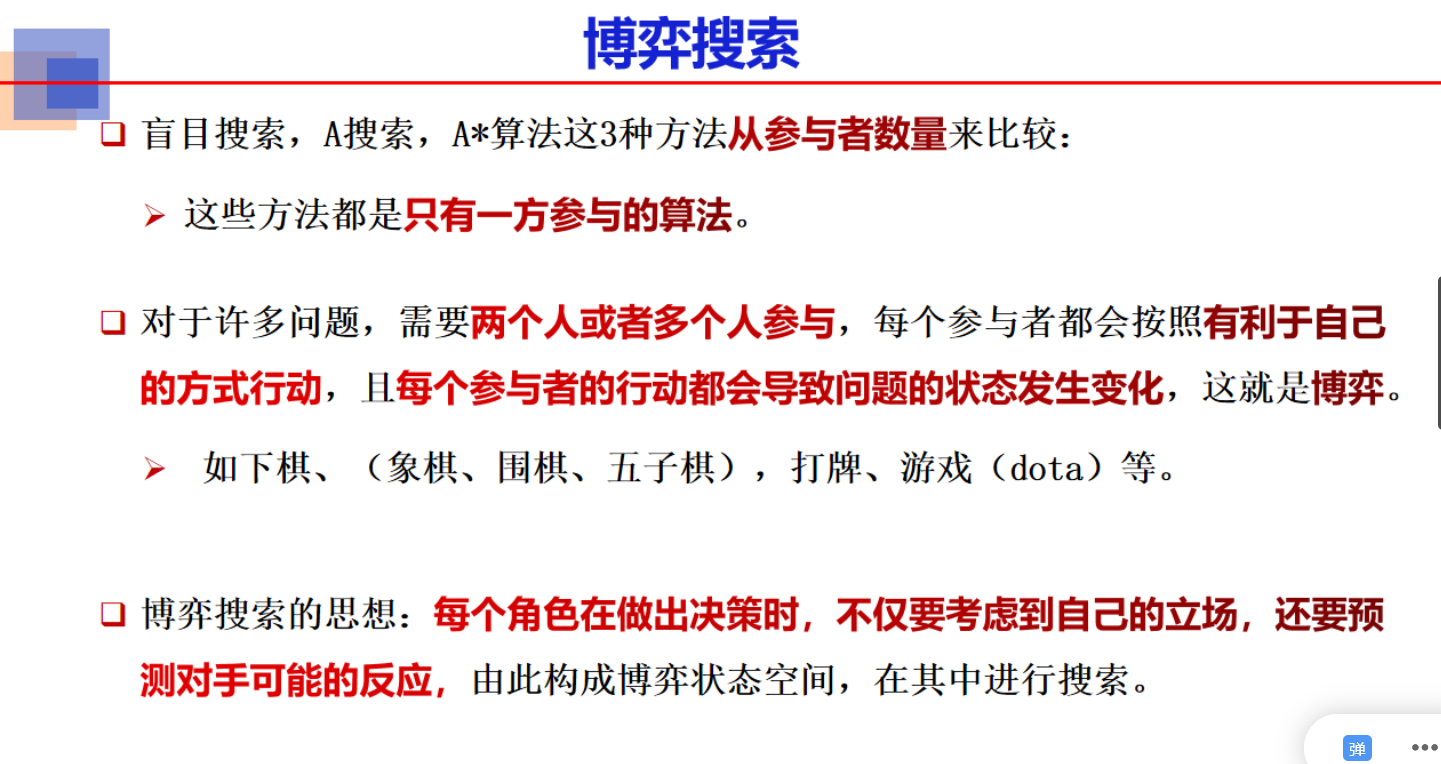 博弈搜索
盲目搜索，A搜索，A*算法这3种方法从参与者数量来比较：
这些方法都是只有一方参与的算法。
对于许多问题，需要两个人或者多个人参与，每个参与者都会按照有利于自己
的方式行动，且每个参与者的行动都会导致问题的状态发生变化，这就是博弈。
如下棋、（象棋、围棋、五子棋），打牌、游戏（dota）等。
博弈搜索的思想：每个角色在做出决策时，不仅要考虑到自己的立场，还要预
测对手可能的反应，由此构成博弈状态空间，在其中进行搜索。
弹